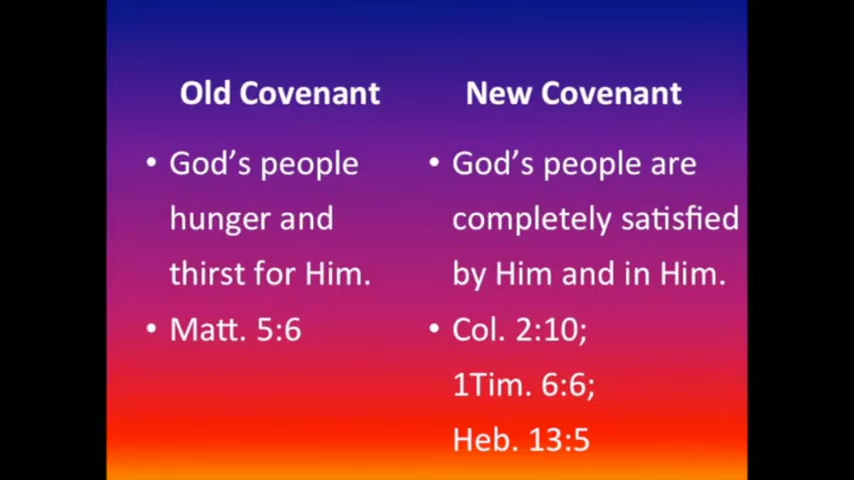 Old Covenant
• God's people
hunger and
thirst for Him.
• Matt. 5:6
New Covenant
• God's people are
completely satisfied
by Him and in Him.
• Col. 2:10;
1Tim. 6:6;
Heb. 13:5